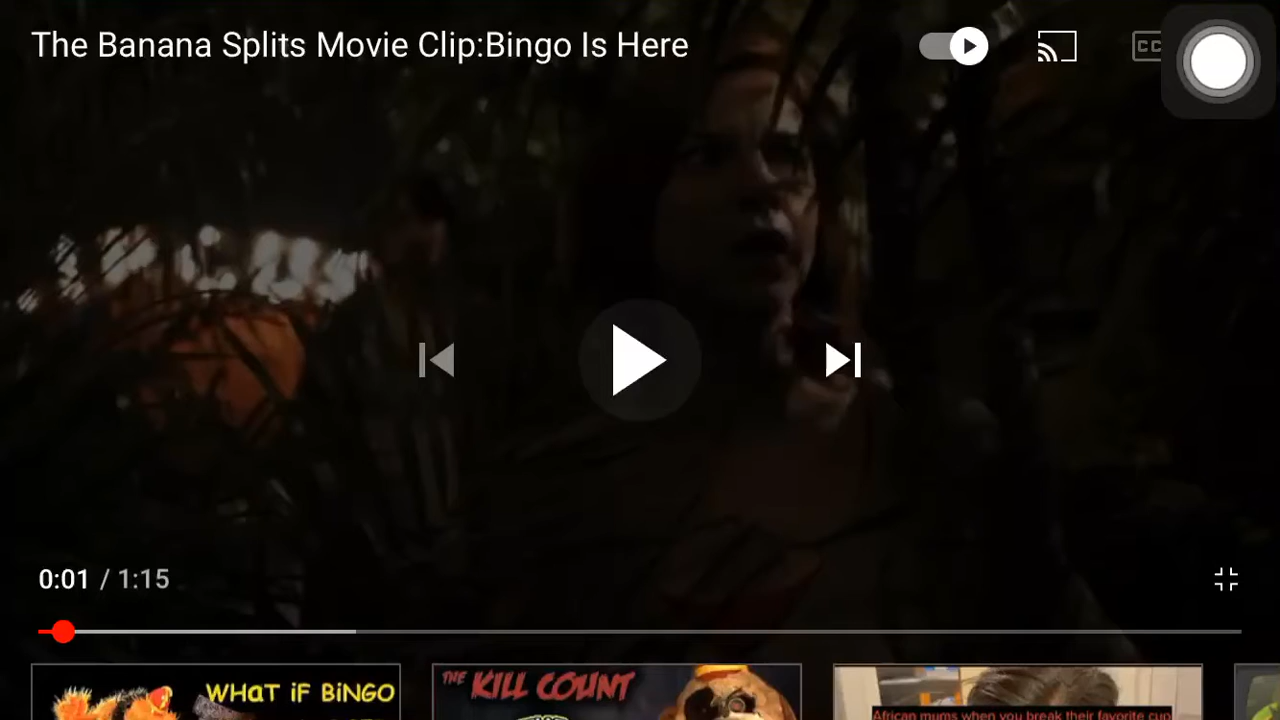 The Banana Splits Movie Clip:Bingo Is Here
CC
0:01 / 1:15
WHaT iF BiNGO
THE KILL COUNT
African mums when you break their favorite cup